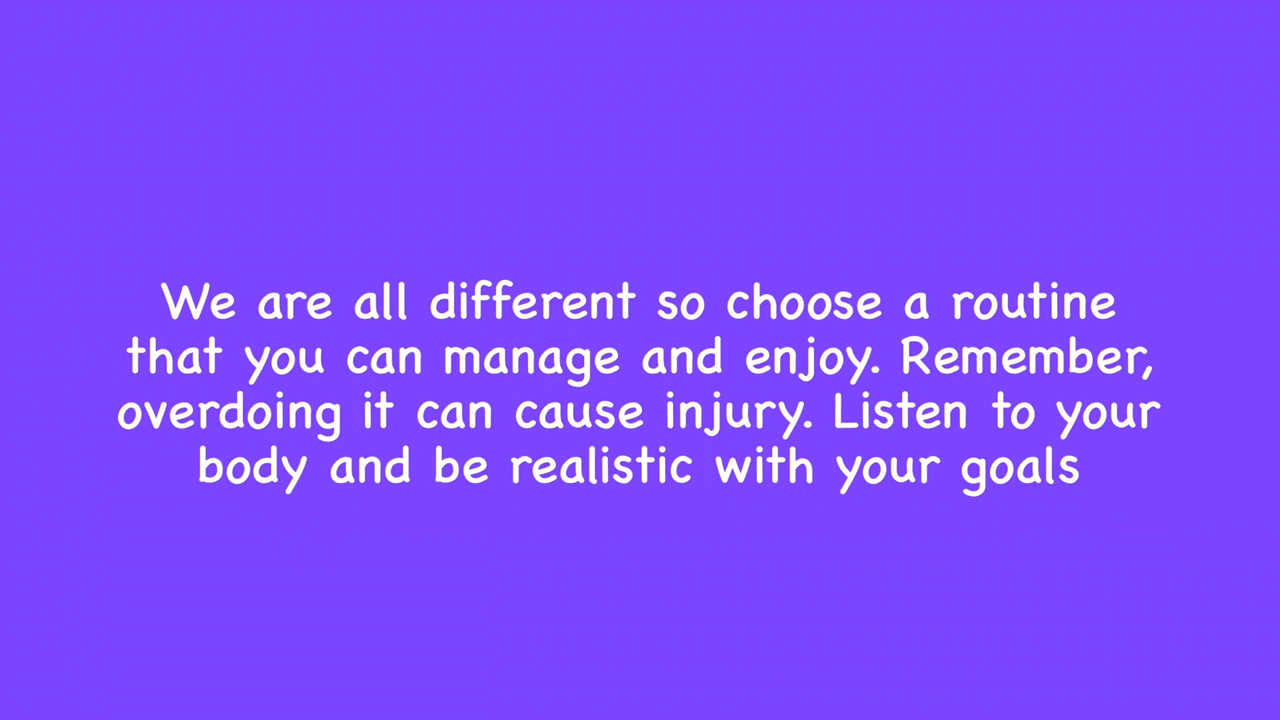 We are all different so choose a routine
that you can manage and enjoy. Remember,
overdoing it can cause injury. Listen to your
body and be realistic with your goals